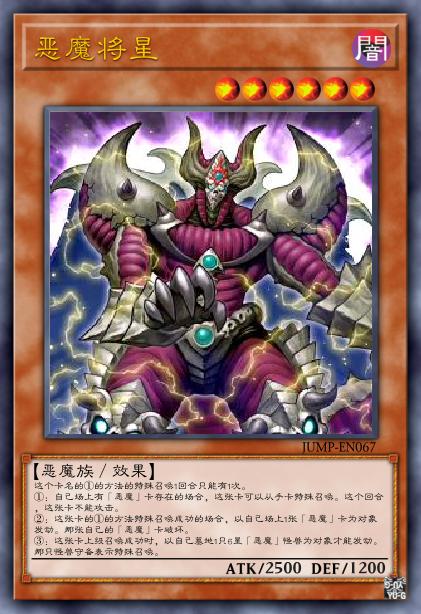 恶魔将星
闇
JUMP-EN067
【恶魔族／效果】
这个卡名的①的方法的特殊召唤1回合只能有1次。
①：自己场上有「恶魔」卡存在的场合，这张卡可以从手卡特殊召唤。这个回合
，这张卡不能攻击。
②：这张卡的①的方法特殊召唤成功的场合，以自己场上1张「恶魔」卡为对象
发动。那张自己的「恶魔」卡破坏。
③：这张卡上级召唤成功时，以自己墓地1只6星「恶魔」怪兽为对象才能发动。
那只怪兽守备表示特殊召唤。
ATK/2500 DEF/1200